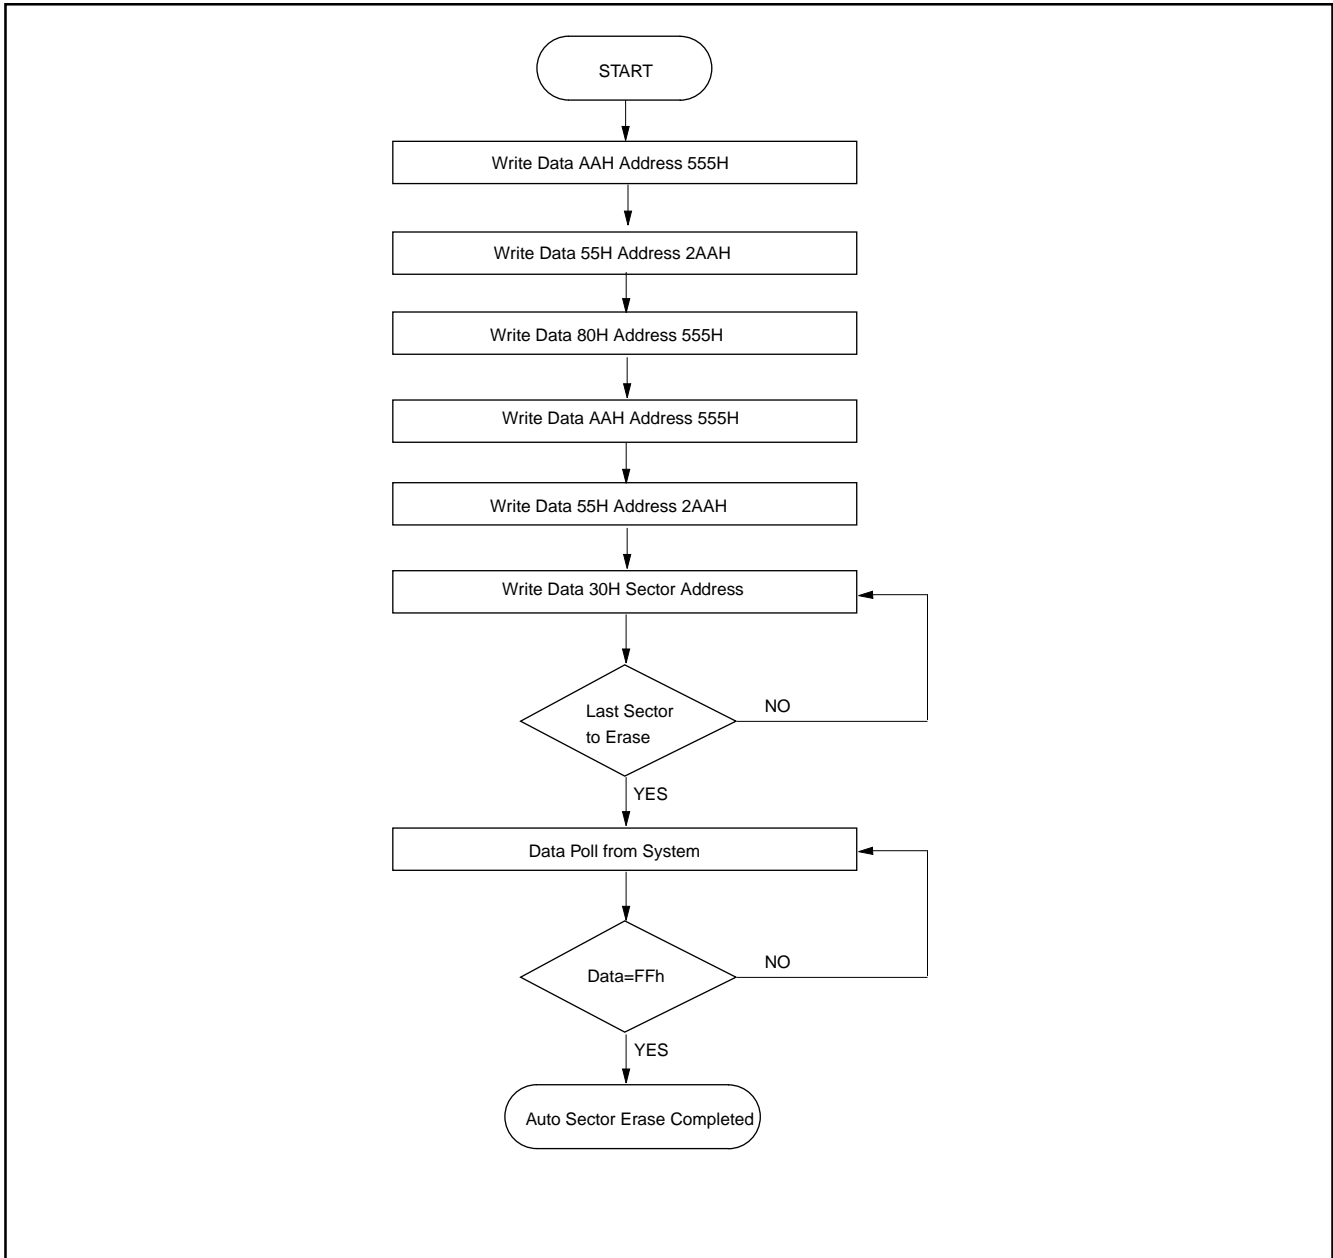 START
Write Data AAH Address 555H
Write Data 55H Address 2AAH
Write Data 80H Address 555H
Write Data AAH Address 555H
Write Data 55H Address 2AAH
Write Data 30H Sector Address
Last Sector
to Erase
NO
YES
Data Poll from System
Data=FFh
NO
YES
Auto Sector Erase Completed